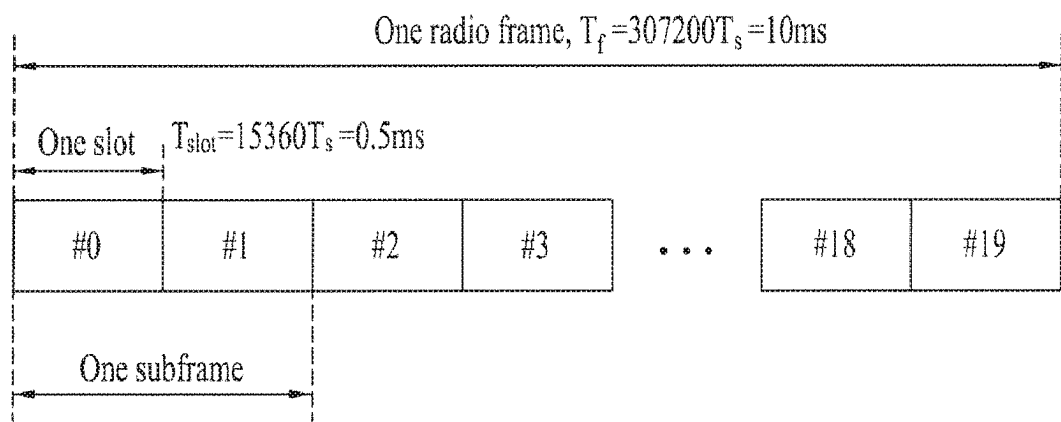 One radio frame, T_f=307200T_s=10ms
One slot
T_slot=15360T_s=0.5ms
#0 #1 #2 #3 • • • #18 #19
One subframe